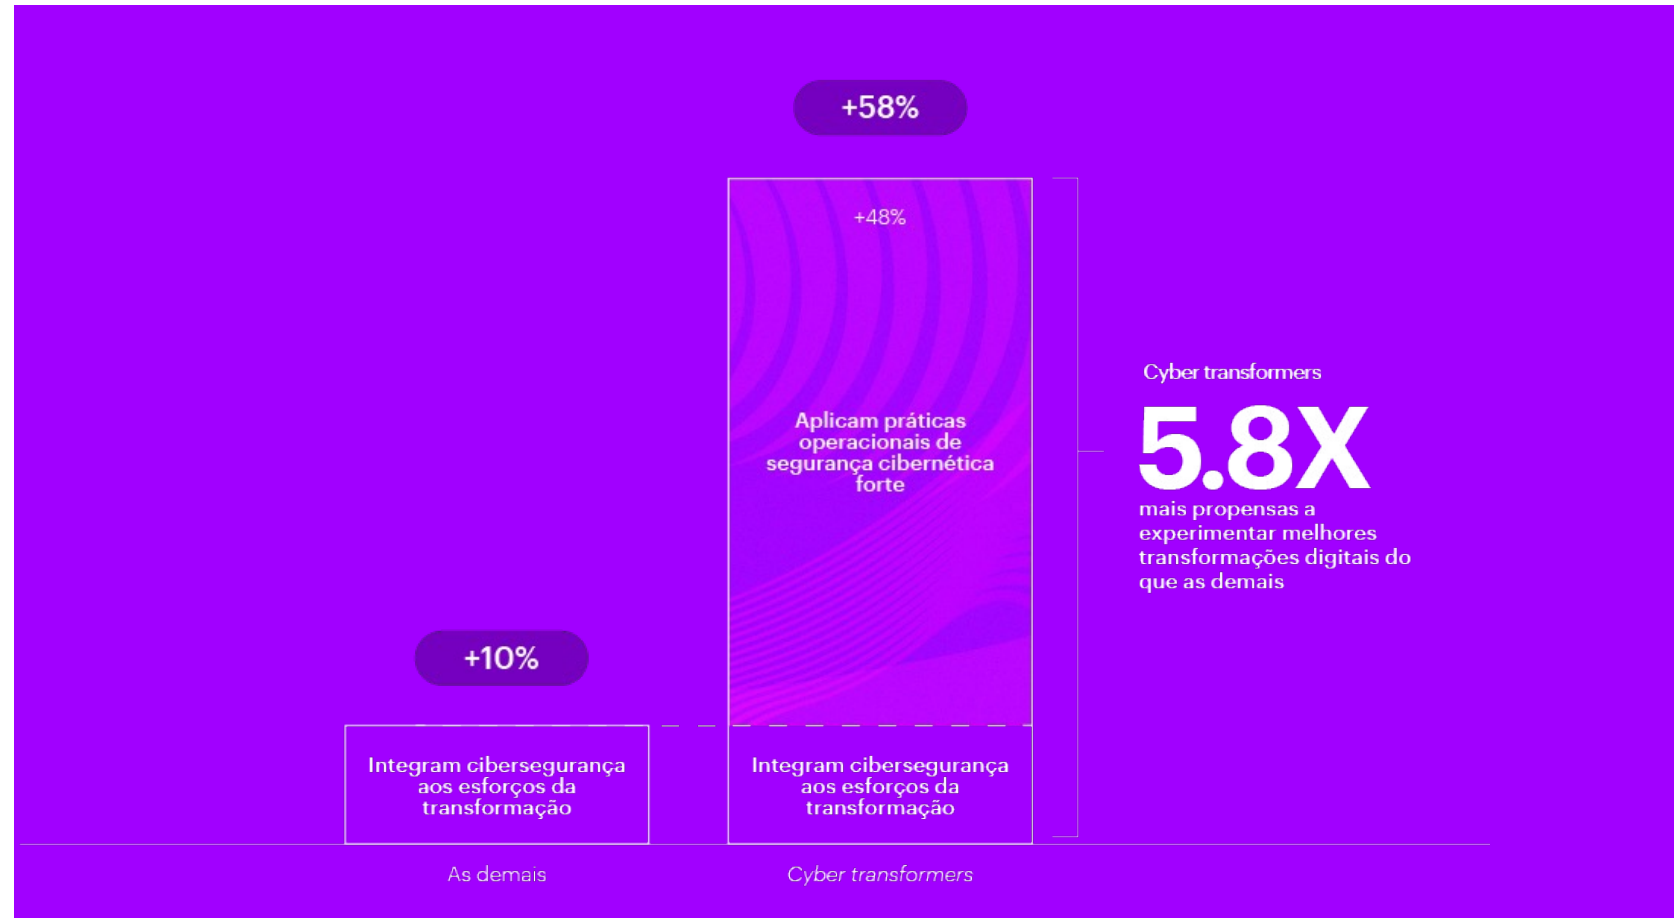 +58%
+48%
Aplicam práticas
operacionais de
segurança cibernética
forte
Cyber transformers
5.8X
mais propensas a
experimentar melhores
transformações digitais do
que as demais
+10%
Integram cibersegurança
aos esforços da
transformação
Integram cibersegurança
aos esforços da
transformação
As demais
Cyber transformers